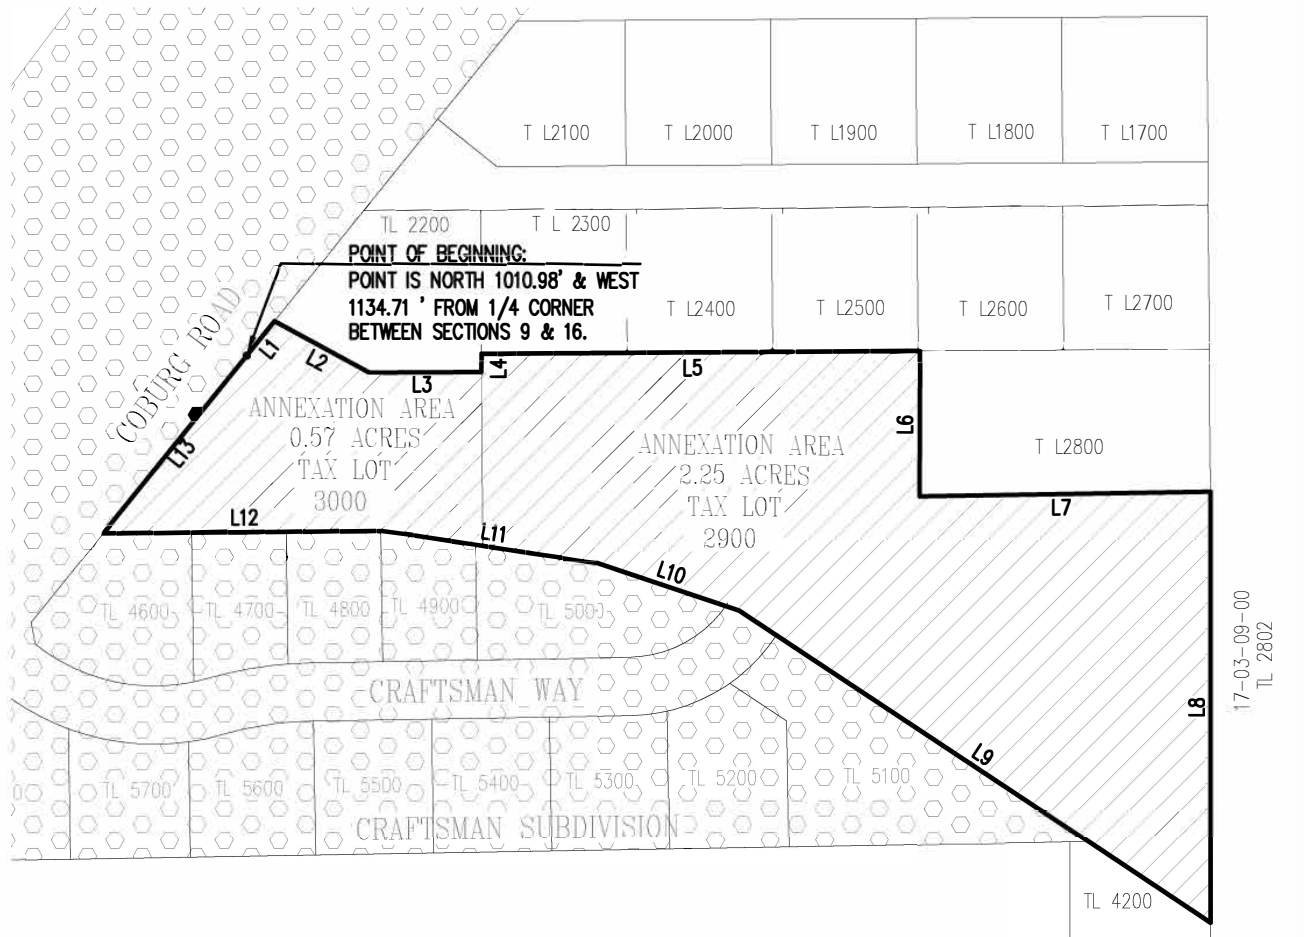 T L2100
T L2000
T L1900
T L1800
T L1700
TL 2200
T L 2300
POINT OF BEGINNING:
POINT IS NORTH 1010.98' & WEST
1134.71 ' FROM 1/4 CORNER
BETWEEN SECTIONS 9 & 16.
T L2400
T L2500
T L2600
T L2700
COBURG ROAD
L1
L2
L3
L4
L5
L6
L7
L8
L9
L10
L11
L12
L13
ANNEXATION AREA
0.57 ACRES
TAX LOT
3000
ANNEXATION AREA
2.25 ACRES
TAX LOT
2900
T L2800
17-03-09-00
TL 2802
TL 4600
TL 4700
TL 4800
TL 4900
TL 5000
CRAFTSMAN WAY
0
TL 5700
TL 5600
TL 5500
TL 5400
TL 5300
TL 5200
TL 5100
CRAFTSMAN SUBDIVISION
TL 4200